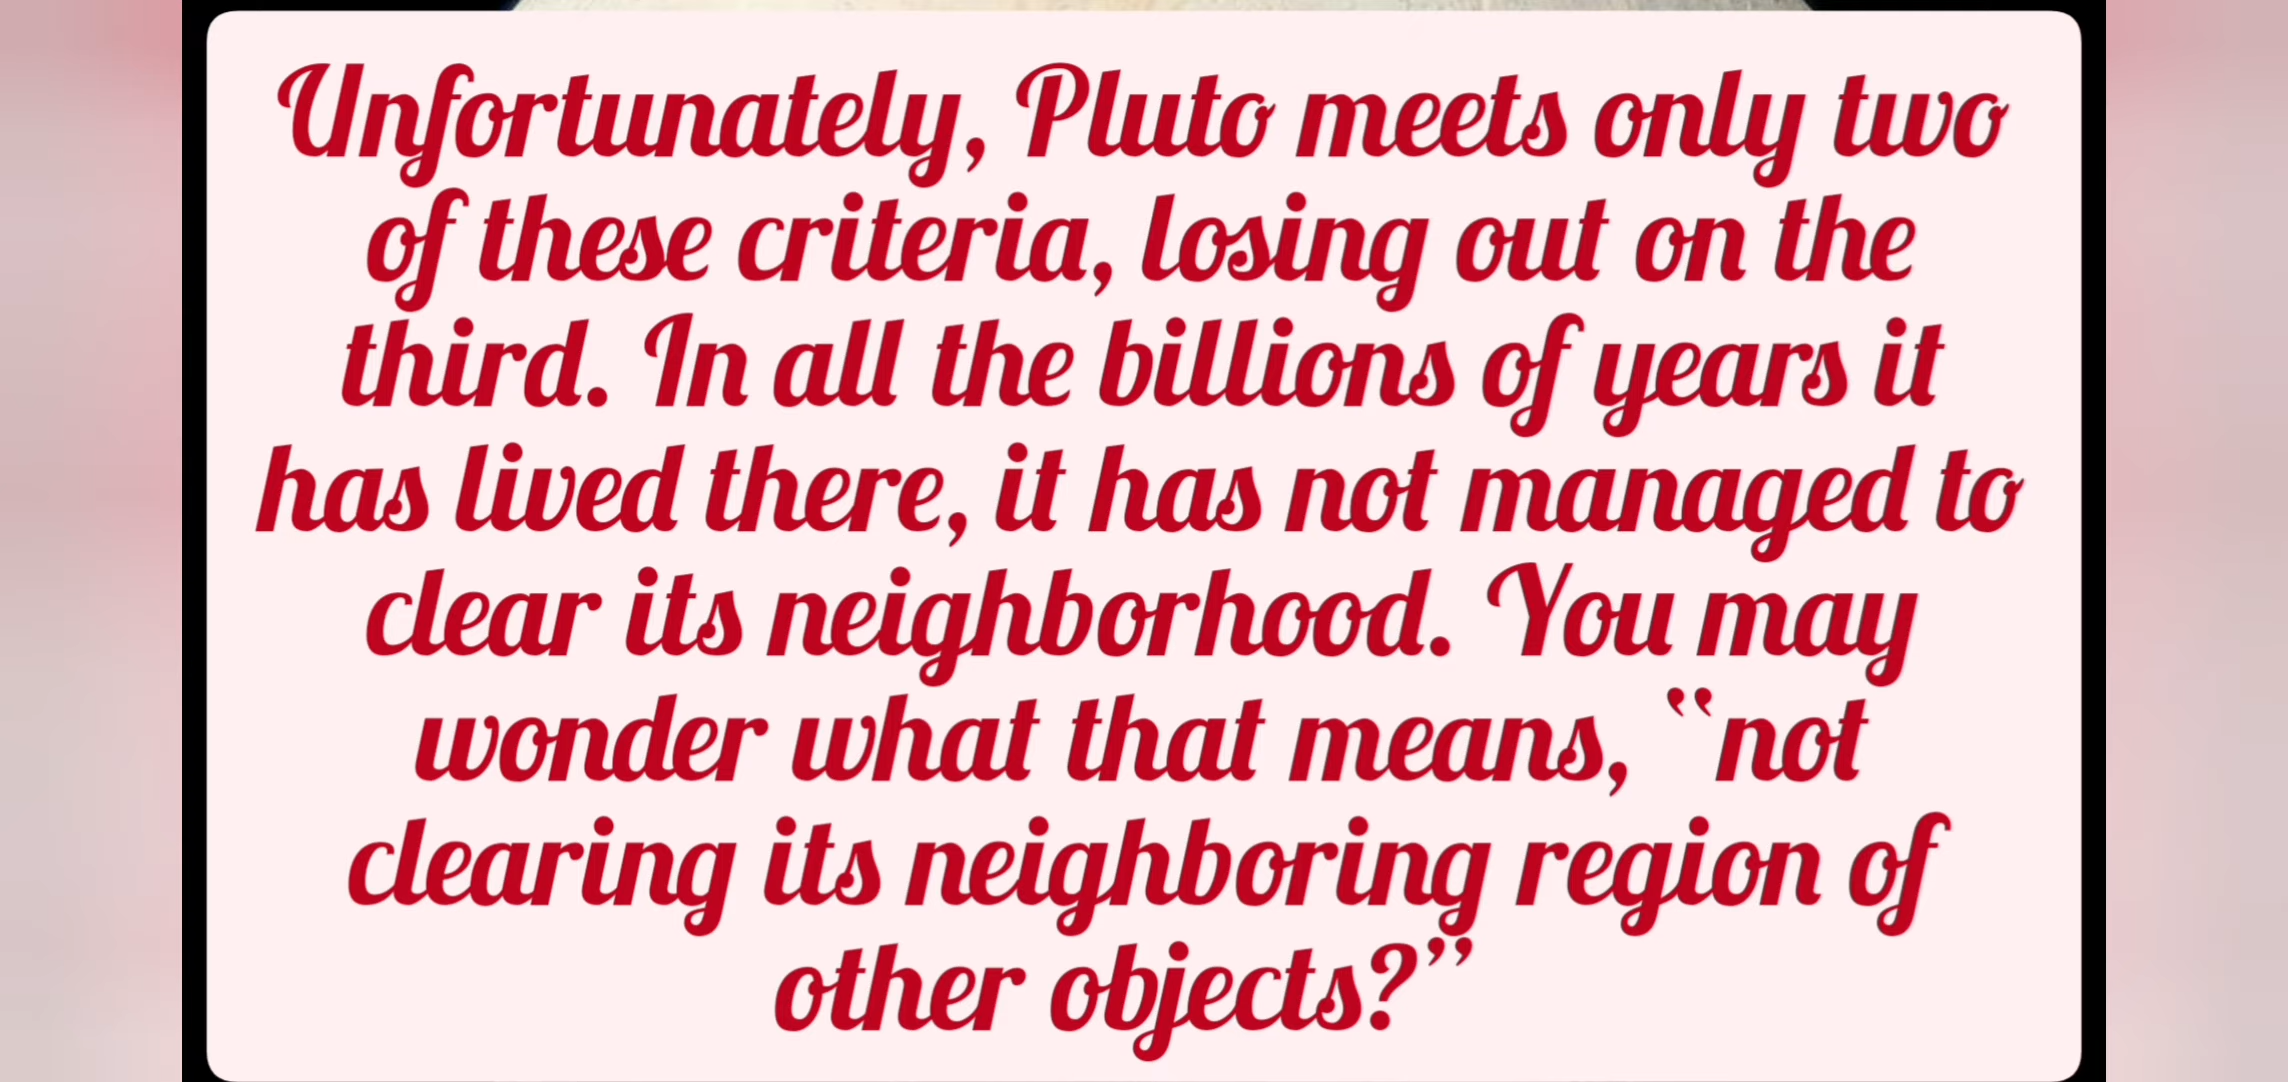 Unfortunately, Pluto meets only two
of these criteria, losing out on the
third. In all the billions of years it
has lived there, it has not managed to
clear its neighborhood. You may
wonder what that means, “not
clearing its neighboring region of
other objects?”